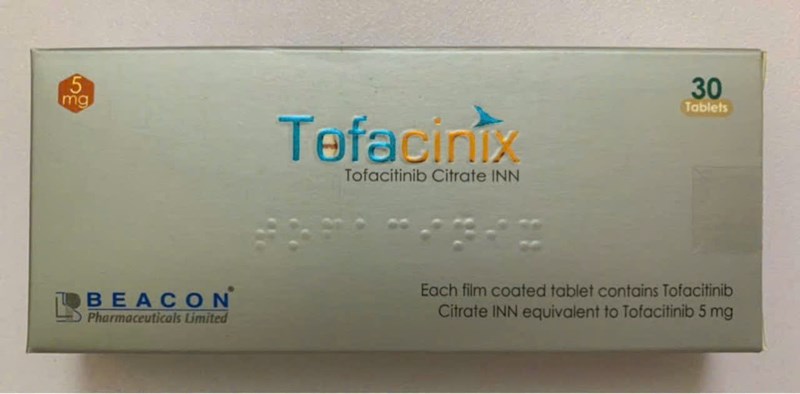 5
mg
30
Tablets
Tofacinix
Tofacitinib Citrate INN
⠞⠕⠋⠁⠉⠊⠝⠊⠭
Each film coated tablet contains Tofacitinib
Citrate INN equivalent to Tofacitinib 5 mg
BEACON®
Pharmaceuticals Limited